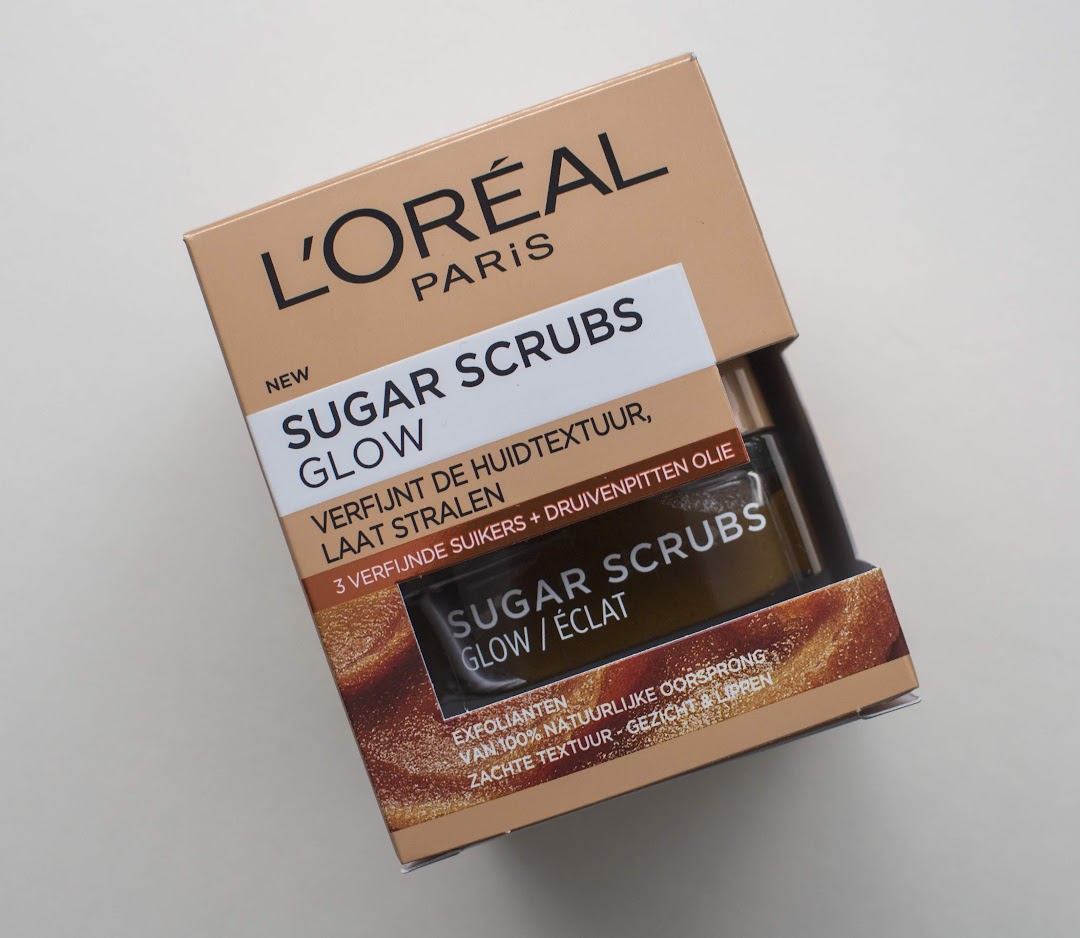 L'ORÉAL
PARiS
NEW
SUGAR SCRUBS
GLOW
VERFIJNT DE HUIDTEXTUUR,
LAAT STRALEN
3 VERFIJNDE SUIKERS + DRUIVENPITTEN OLIE
SUGAR SCRUBS
GLOW / ÉCLAT
EXFOLIANTEN
VAN 100% NATUURLIJKE OORSPRONG
ZACHTE TEXTUUR - GEZICHT & LIPPEN